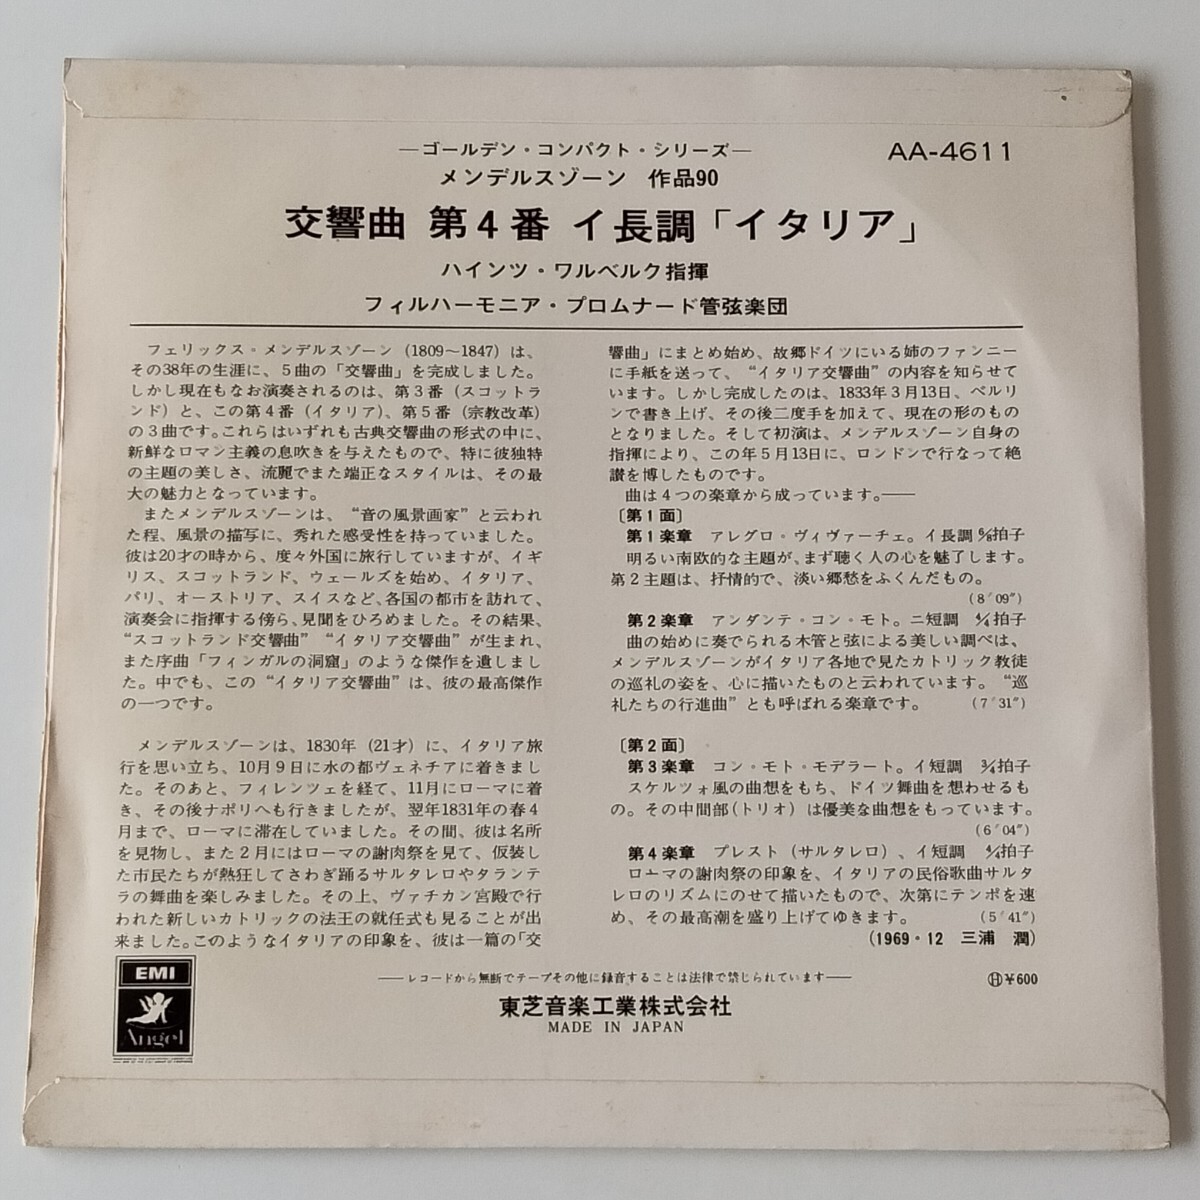 ―ゴールデン・コンパクト・シリーズ―
AA-4611
メンデルスゾーン 作品90
交響曲 第4番 イ長調「イタリア」
ハインツ・ワルベルク指揮
フィルハーモニア・プロムナード管弦楽団
フェリックス・メンデルスゾーン (1809〜1847) は、
その38年の生涯に、5曲の「交響曲」を完成しました。
しかし現在もなお演奏されるのは、第3番 (スコットラ
ンド) と、この第4番 (イタリア)、第5番 (宗教改革)
の3曲です。これらはいずれも古典交響曲の形式の中に、
新鮮なロマン主義の息吹きを与えたもので、特に彼独特
の主題の美しさ、流麗でまた端正なスタイルは、その最
大の魅力となっています。
またメンデルスゾーンは、“音の風景画家”と云われ
た程、風景の描写に、秀れた感受性を持っていました。
彼は20才の時から、度々外国に旅行していますが、イギ
リス、スコットランド、ウェールズを始め、イタリア、
パリ、オーストリア、スイスなど、各国の都市を訪れて、
演奏会に指揮する傍ら、見聞をひろめました。その結果、
“スコットランド交響曲”“イタリア交響曲”が生まれ、
また序曲「フィンガルの洞窟」のような傑作を遺しまし
た。中でも、この“イタリア交響曲”は、彼の最高傑作
の一つです。
メンデルスゾーンは、1830年 (21才) に、イタリア旅
行を思い立ち、10月9日に水の都ヴェネチアに着きまし
た。そのあと、フィレンツェを経て、11月にローマに着
き、その後ナポリへも行きましたが、翌年1831年の春4
月まで、ローマに滞在していました。その間、彼は名所
を見物し、また2月にはローマの謝肉祭を見て、仮装し
た市民たちが熱狂してさわぎ踊るサルタレロやタランテ
ラの舞曲を楽しみました。その上、ヴァチカン宮殿で行
われた新しいカトリックの法王の就任式も見ることが出
来ました。このようなイタリアの印象を、彼は一篇の「交
響曲」にまとめ始め、故郷ドイツにいる姉のファンニー
に手紙を送って、“イタリア交響曲”の内容を知らせて
います。しかし完成したのは、1833年3月13日、ベルリ
ンで書き上げ、その後二度手を加えて、現在の形のもの
となりました。そして初演は、メンデルスゾーン自身の
指揮により、この年5月13日に、ロンドンで行なって絶
讃を博したものです。
曲は4つの楽章から成っています。――
〔第1面〕
第1楽章 アレグロ・ヴィヴァーチェ。イ長調 6/8拍子
明るい南欧的な主題が、まず聴く人の心を魅了します。
第2主題は、抒情的で、淡い郷愁をふくんだもの。
(8′09″)
第2楽章 アンダンテ・コン・モト。ニ短調 4/4拍子
曲の始めに奏でられる木管と弦による美しい調べは、
メンデルスゾーンがイタリア各地で見たカトリック教徒
の巡礼の姿を、心に描いたものと云われています。“巡
礼たちの行進曲”とも呼ばれる楽章です。 (7′31″)
〔第2面〕
第3楽章 コン・モト・モデラート。イ短調 3/4拍子
スケルツォ風の曲想をもち、ドイツ舞曲を想わせるも
の。その中間部(トリオ) は優美な曲想をもっています。
(6′04″)
第4楽章 プレスト (サルタレロ) 、イ短調 4/4拍子
ローマの謝肉祭の印象を、イタリアの民俗歌曲サルタ
レロのリズムにのせて描いたもので、次第にテンポを速
め、その最高潮を盛り上げてゆきます。 (5′41″)
(1969・12 三浦 潤)
EMI
Angel
――レコードから無断でテープその他に録音することは法律で禁じられています――
Ⓗ¥600
東芝音楽工業株式会社
MADE IN JAPAN